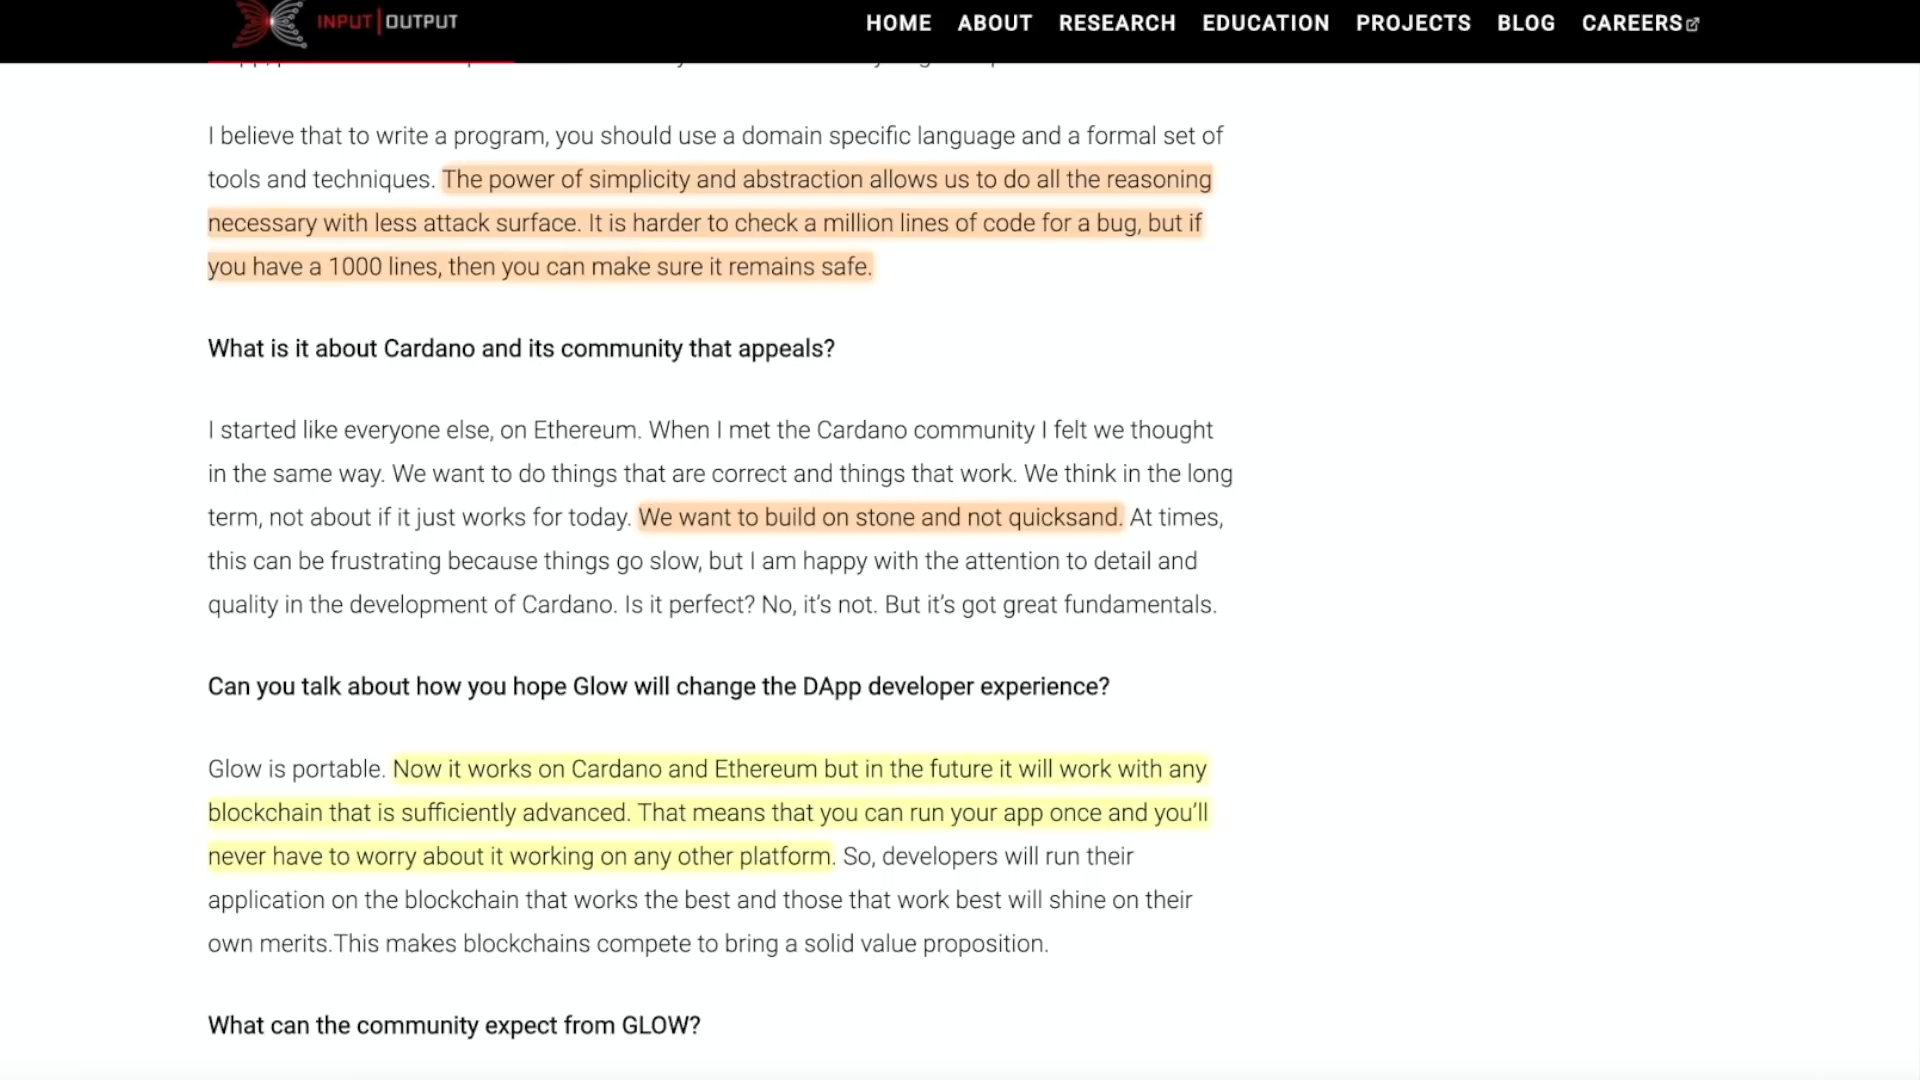 INPUT|OUTPUT
HOME ABOUT RESEARCH EDUCATION PROJECTS BLOG CAREERS
I believe that to write a program, you should use a domain specific language and a formal set of
tools and techniques. The power of simplicity and abstraction allows us to do all the reasoning
necessary with less attack surface. It is harder to check a million lines of code for a bug, but if
you have a 1000 lines, then you can make sure it remains safe.
What is it about Cardano and its community that appeals?
I started like everyone else, on Ethereum. When I met the Cardano community I felt we thought
in the same way. We want to do things that are correct and things that work. We think in the long
term, not about if it just works for today. We want to build on stone and not quicksand. At times,
this can be frustrating because things go slow, but I am happy with the attention to detail and
quality in the development of Cardano. Is it perfect? No, it’s not. But it’s got great fundamentals.
Can you talk about how you hope Glow will change the DApp developer experience?
Glow is portable. Now it works on Cardano and Ethereum but in the future it will work with any
blockchain that is sufficiently advanced. That means that you can run your app once and you’ll
never have to worry about it working on any other platform. So, developers will run their
application on the blockchain that works the best and those that work best will shine on their
own merits.This makes blockchains compete to bring a solid value proposition.
What can the community expect from GLOW?